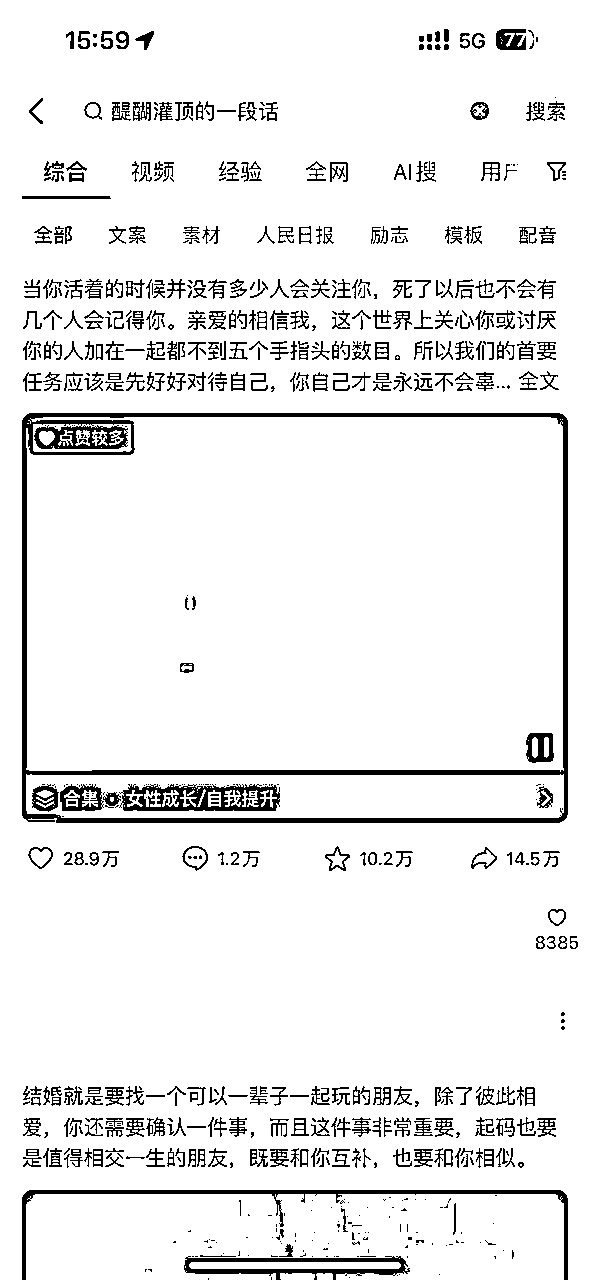 15:59 5G 77
醍醐灌顶的一段话 搜索
综合 视频 经验 全网 AI搜 用户
全部 文案 素材 人民日报 励志 模板 配音
当你活着的时候并没有多少人会关注你，死了以后也不会有
几个人会记得你。亲爱的相信我，这个世界上关心你或讨厌
你的人加在一起都不到五个手指头的数目。所以我们的首要
任务应该是先好好对待自己，你自己才是永远不会辜... 全文
点赞较多
合集 女性成长/自我提升
28.9万 1.2万 10.2万 14.5万
8385
结婚就是要找一个可以一辈子一起玩的朋友，除了彼此相
爱，你还需要确认一件事，而且这件事非常重要，起码也要
是值得相交一生的朋友，既要和你互补，也要和你相似。